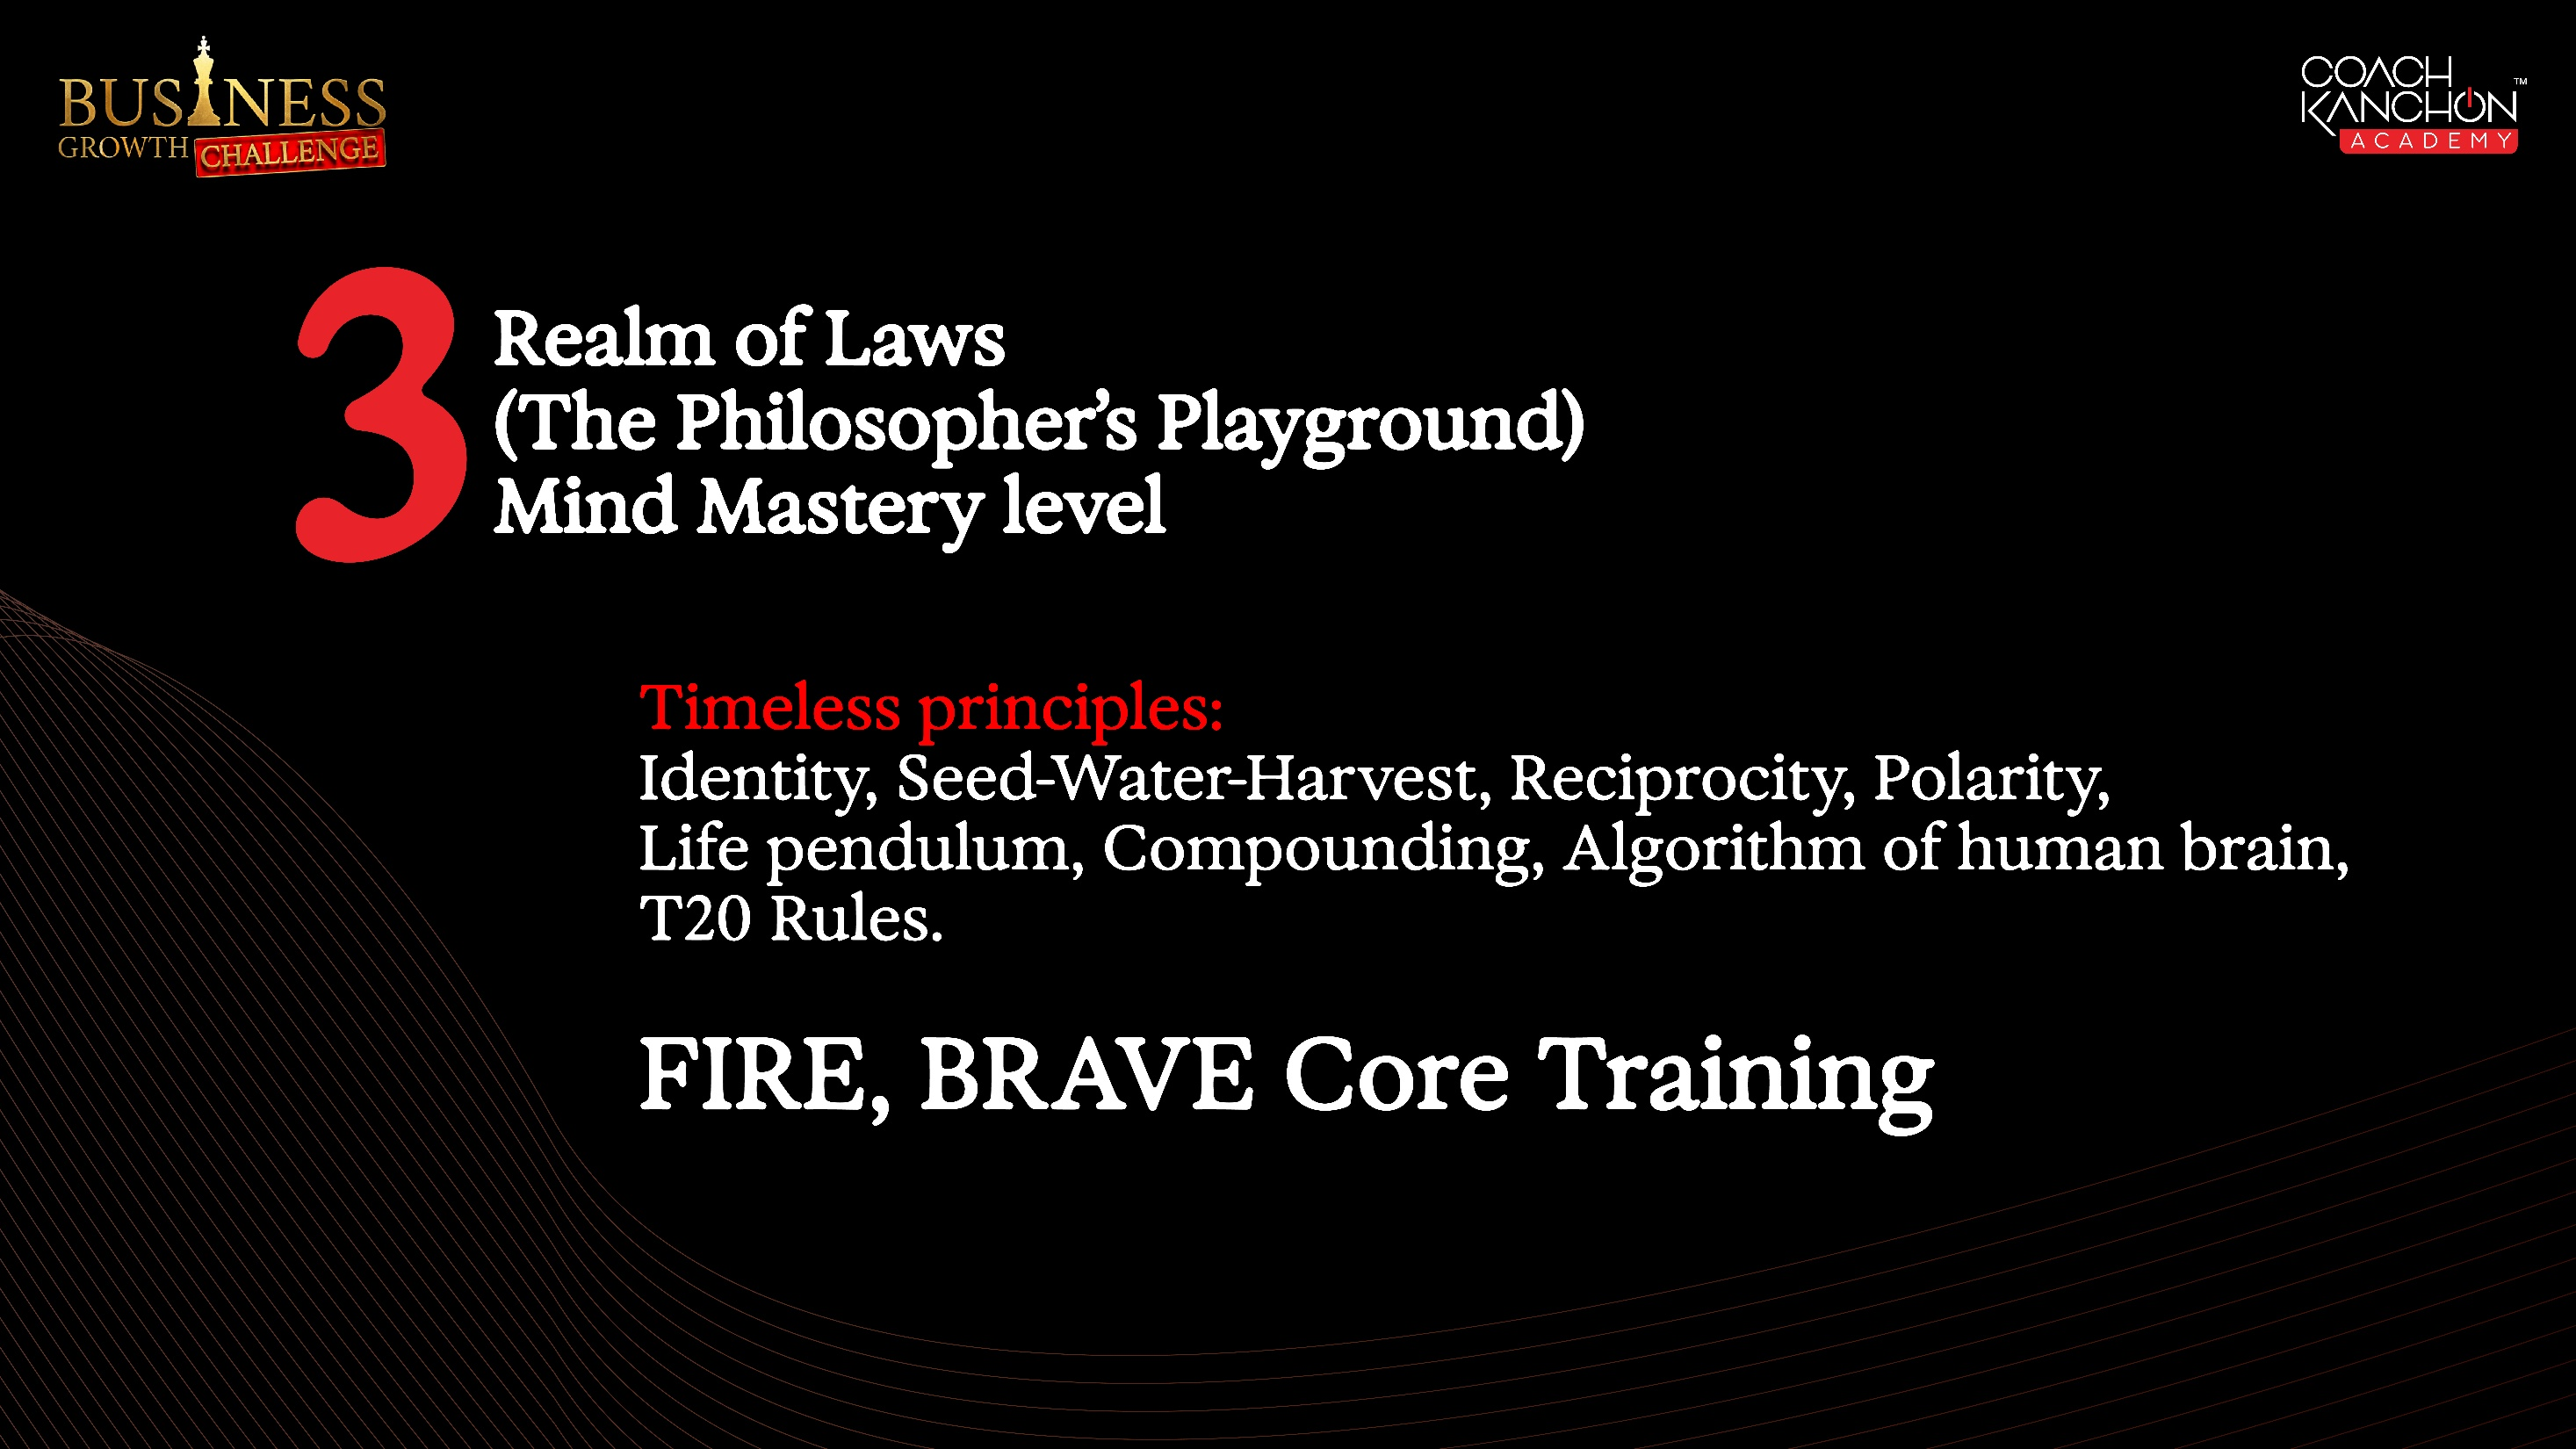 BUSINESS
GROWTH CHALLENGE
COACH
KANCHON™
ACADEMY
3
Realm of Laws
(The Philosopher’s Playground)
Mind Mastery level
Timeless principles:
Identity, Seed-Water-Harvest, Reciprocity, Polarity,
Life pendulum, Compounding, Algorithm of human brain,
T20 Rules.
FIRE, BRAVE Core Training